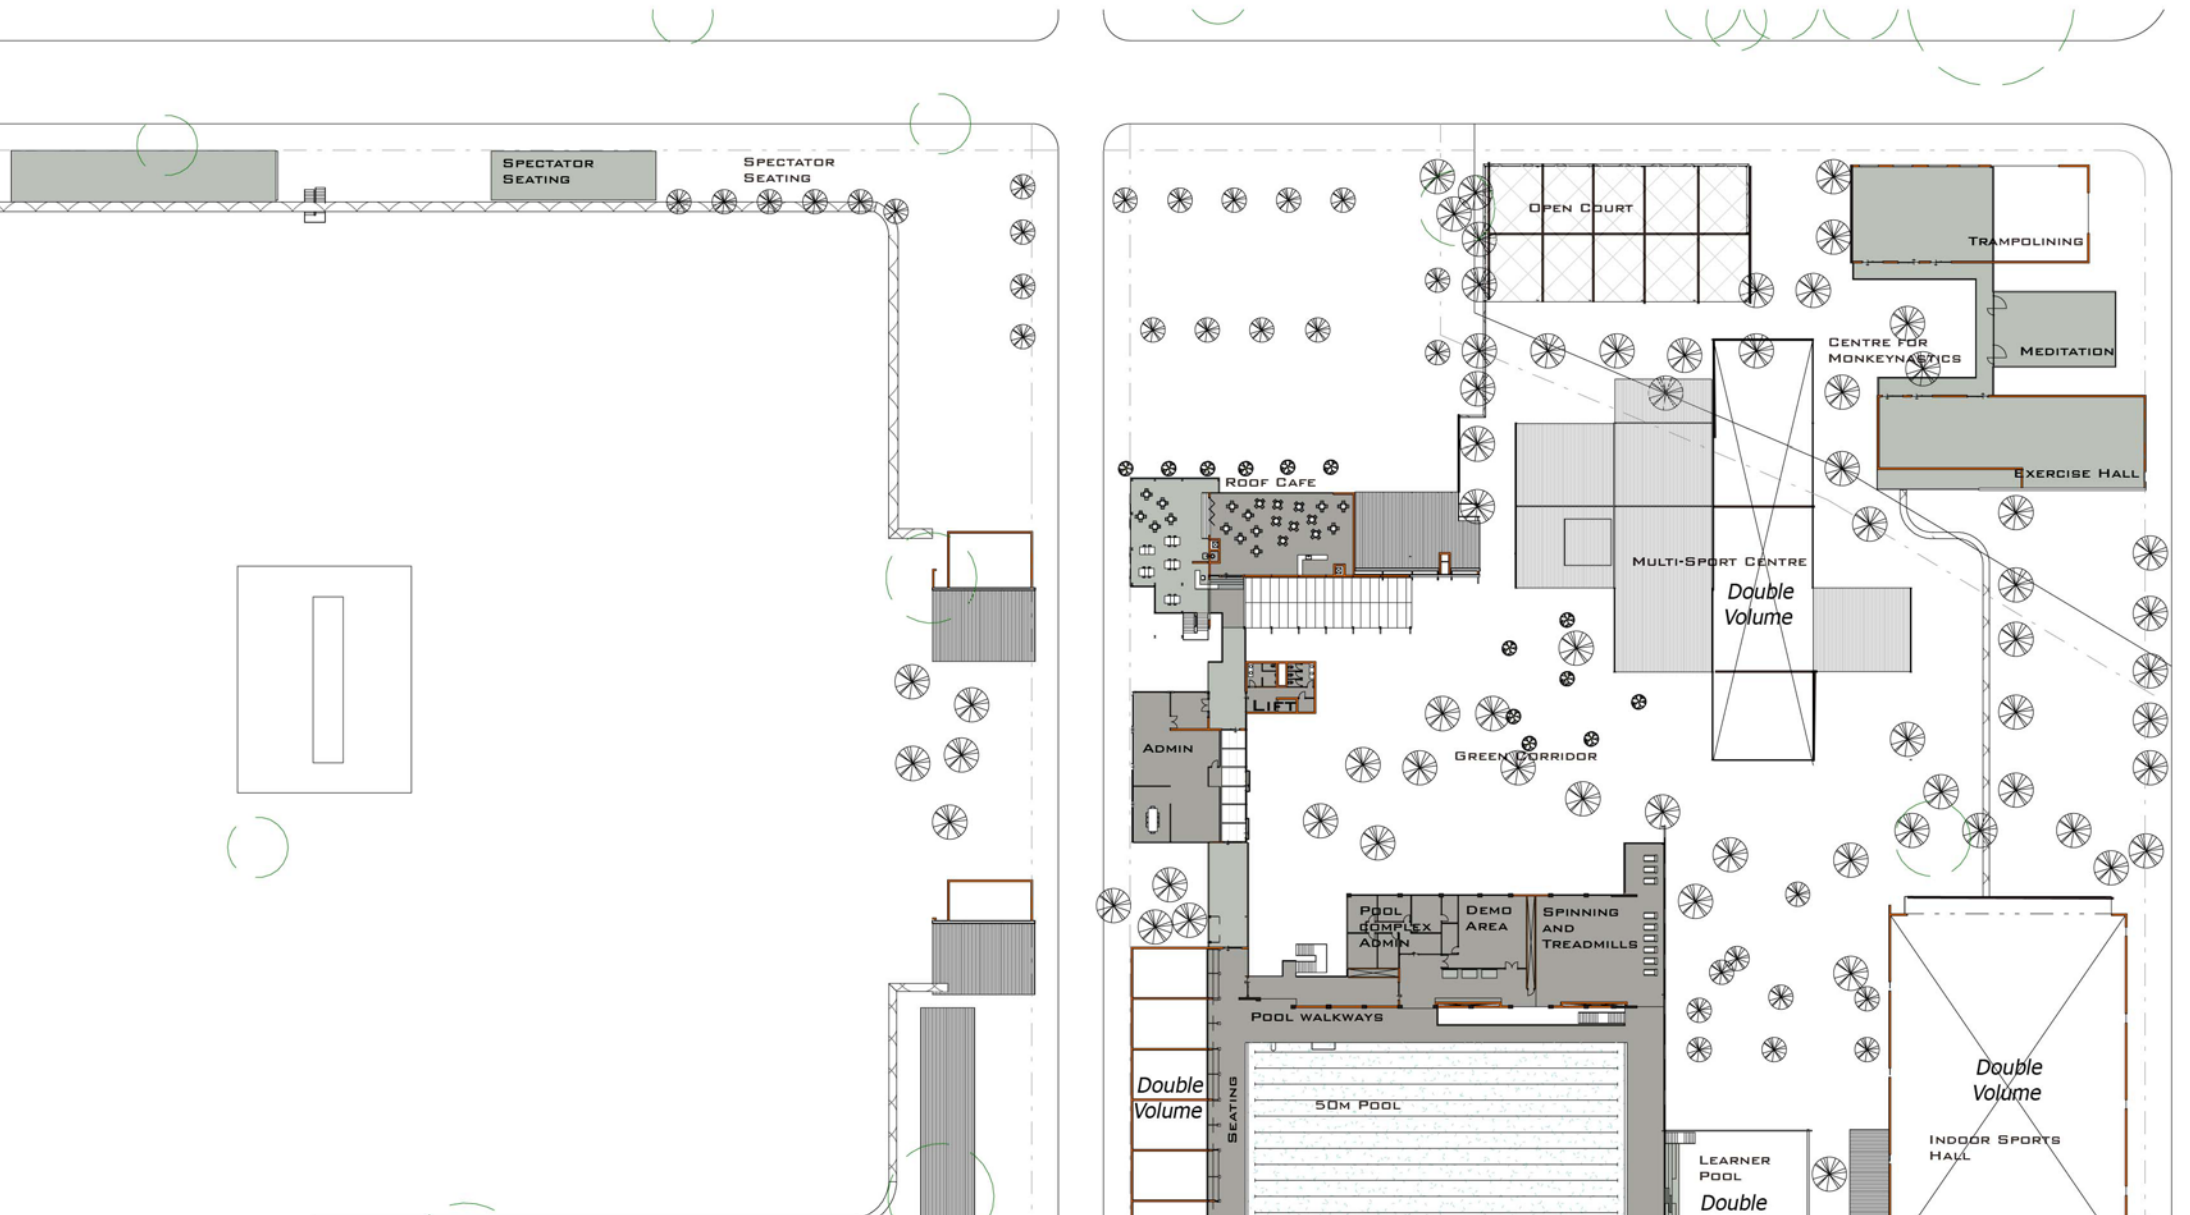 SPECTATOR
SEATING
SPECTATOR
SEATING
OPEN COURT
TRAMPOLINING
CENTRE FOR
MONKEYNASTICS
MEDITATION
EXERCISE HALL
ROOF CAFE
MULTI-SPORT CENTRE
Double
Volume
LIFT
ADMIN
GREEN CORRIDOR
POOL
COMPLEX
ADMIN
DEMO
AREA
SPINNING
AND
TREADMILLS
POOL WALKWAYS
Double
Volume
SEATING
50M POOL
Double
Volume
INDOOR SPORTS
HALL
LEARNER
POOL
Double